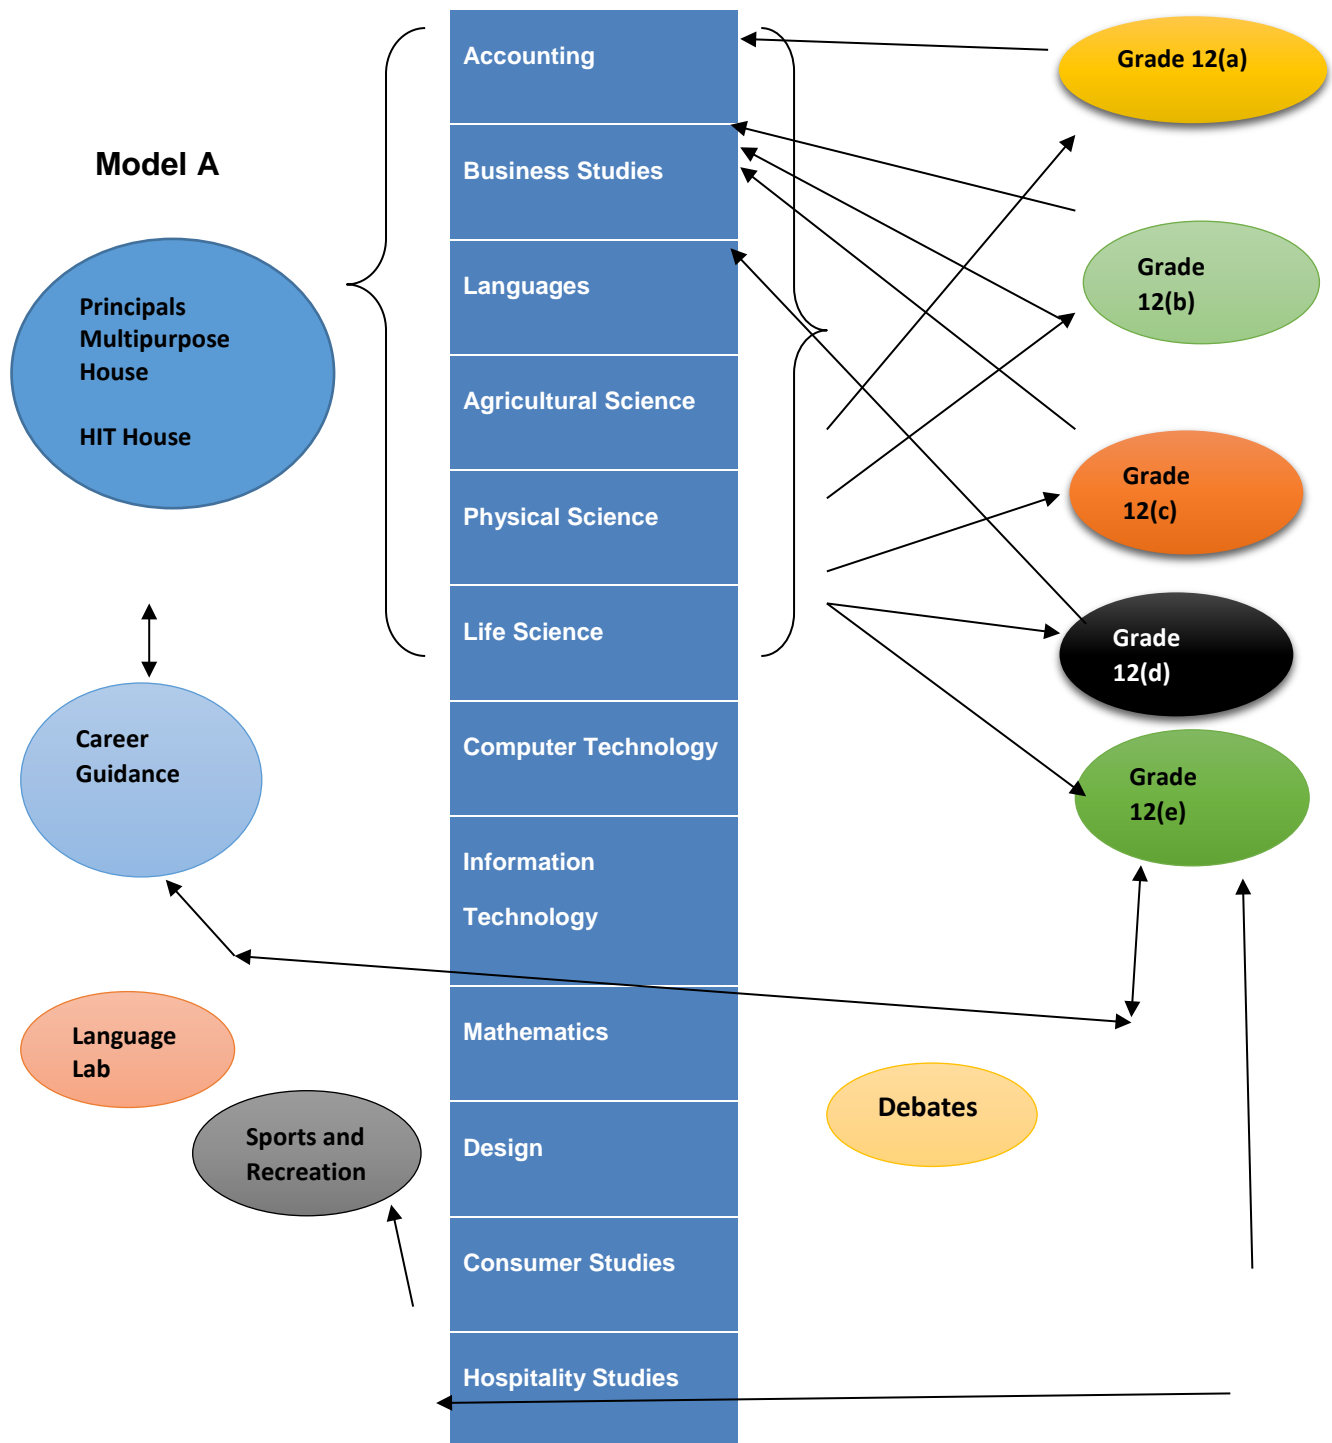 Model A
Principals
Multipurpose
House
HIT House
Career
Guidance
Language
Lab
Sports and
Recreation
Accounting
Business Studies
Languages
Agricultural Science
Physical Science
Life Science
Computer Technology
Information
Technology
Mathematics
Design
Consumer Studies
Hospitality Studies
Grade 12(a)
Grade
12(b)
Grade
12(c)
Grade
12(d)
Grade
12(e)
Debates